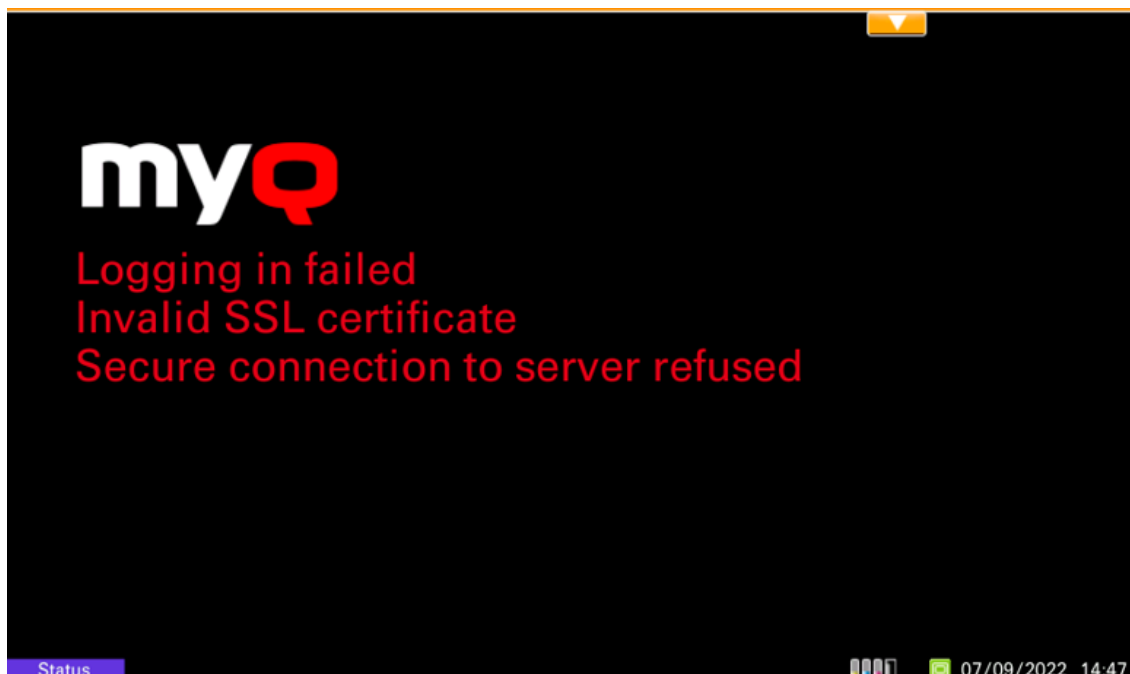 myQ
Logging in failed
Invalid SSL certificate
Secure connection to server refused
Status
07/09/2022 14:47